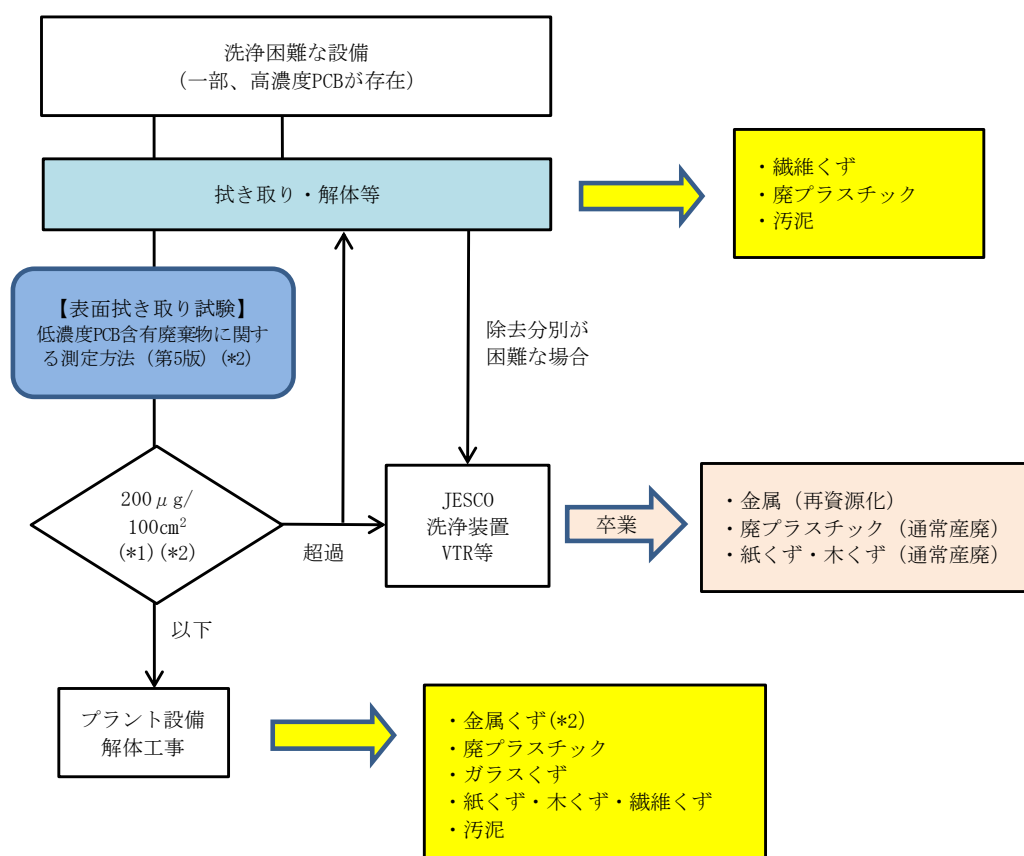 洗浄困難な設備
(一部、高濃度PCBが存在)
拭き取り・解体等
・繊維くず
・廃プラスチック
・汚泥
【表面拭き取り試験】
低濃度PCB含有廃棄物に関す
る測定方法(第5版)(*2)
除去分別が
困難な場合
200μg/
100cm²
(*1)(*2)
超過
JESCO
洗浄装置
VTR等
卒業
・金属(再資源化)
・廃プラスチック(通常産廃)
・紙くず・木くず(通常産廃)
以下
プラント設備
解体工事
・金属くず(*2)
・廃プラスチック
・ガラスくず
・紙くず・木くず・繊維くず
・汚泥